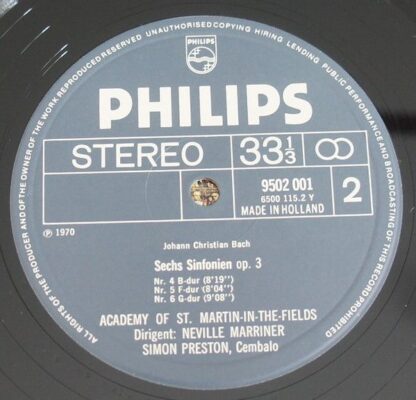 ALL RIGHTS OF THE PRODUCER AND OF THE OWNER OF THE WORK REPRODUCED RESERVED UNAUTHORISED COPYING HIRING LENDING PUBLIC PERFORMANCE AND BROADCASTING OF THIS RECORD PROHIBITED
PHILIPS
PHILIPS
STEREO
33 1/3
9502 001
6500 115.2 Y
MADE IN HOLLAND
2
℗ 1970
Johann Christian Bach
Sechs Sinfonien op. 3
Nr. 4 B-dur (8'19'')
Nr. 5 F-dur (8'04'')
Nr. 6 G-dur (9'08'')
ACADEMY OF ST. MARTIN-IN-THE-FIELDS
Dirigent: NEVILLE MARRINER
SIMON PRESTON, Cembalo